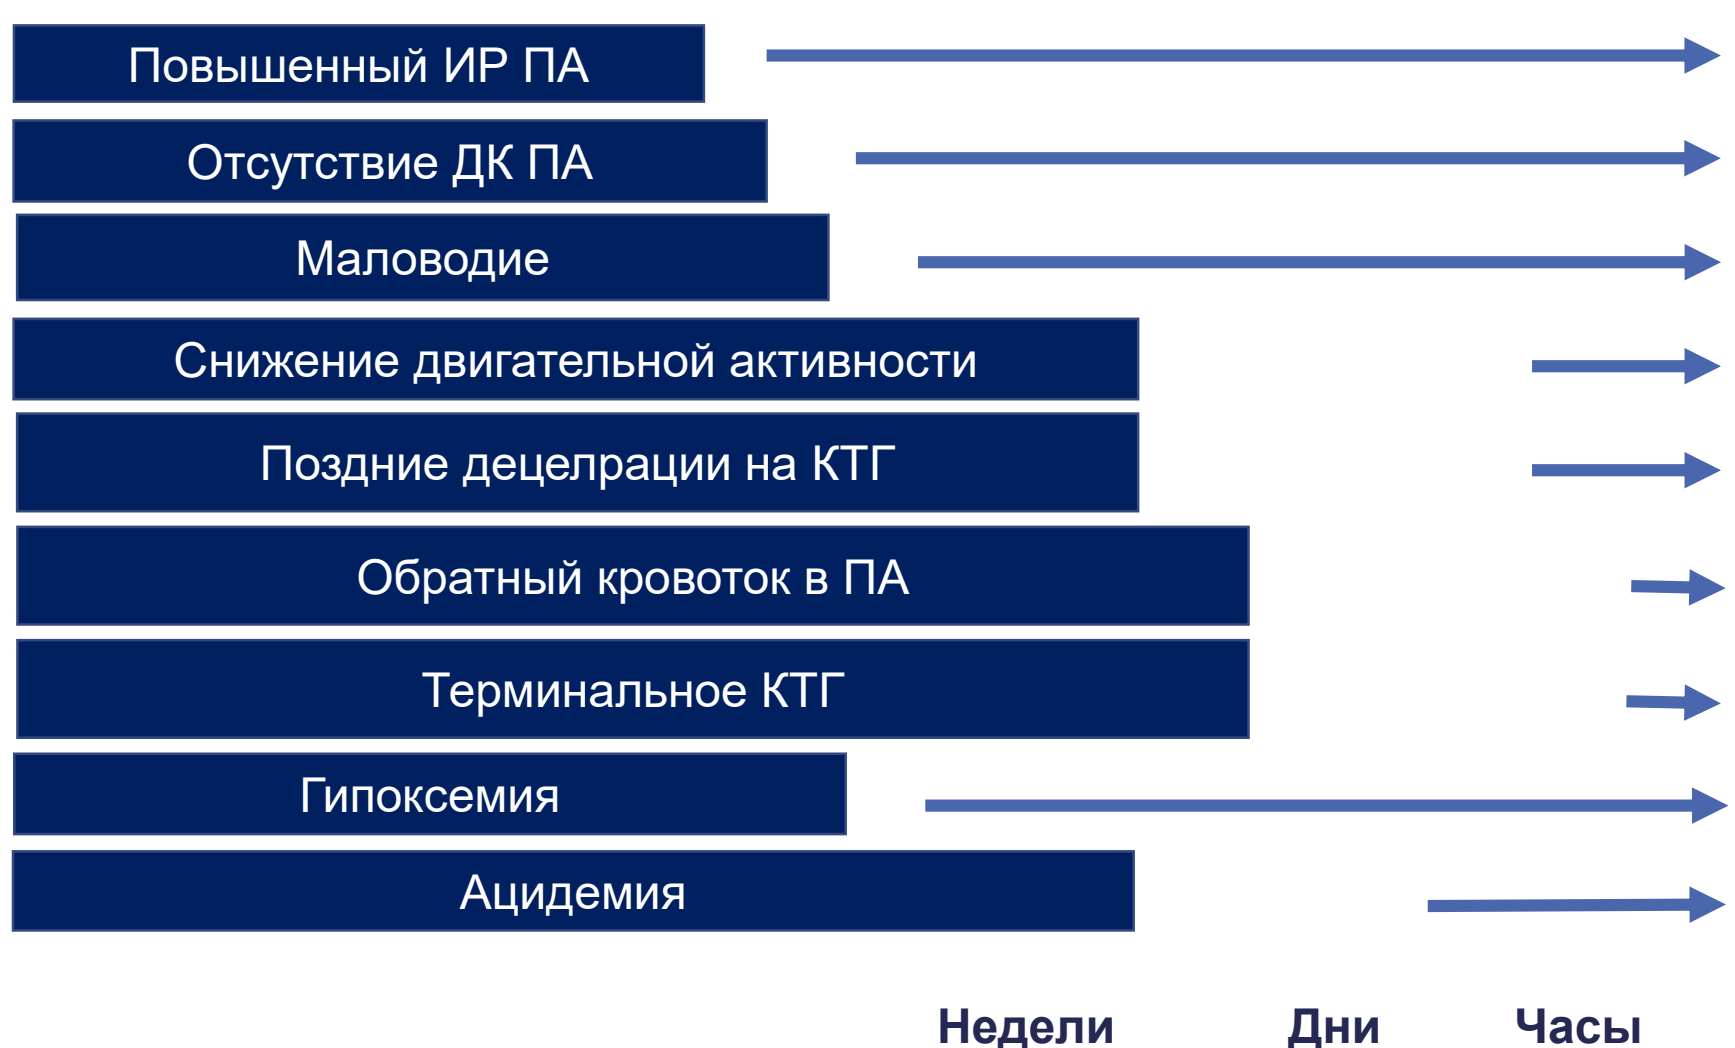 Повышенный ИР ПА
Отсутствие ДК ПА
Маловодие
Снижение двигательной активности
Поздние децелрации на КТГ
Обратный кровоток в ПА
Терминальное КТГ
Гипоксемия
Ацидемия
Недели Дни Часы